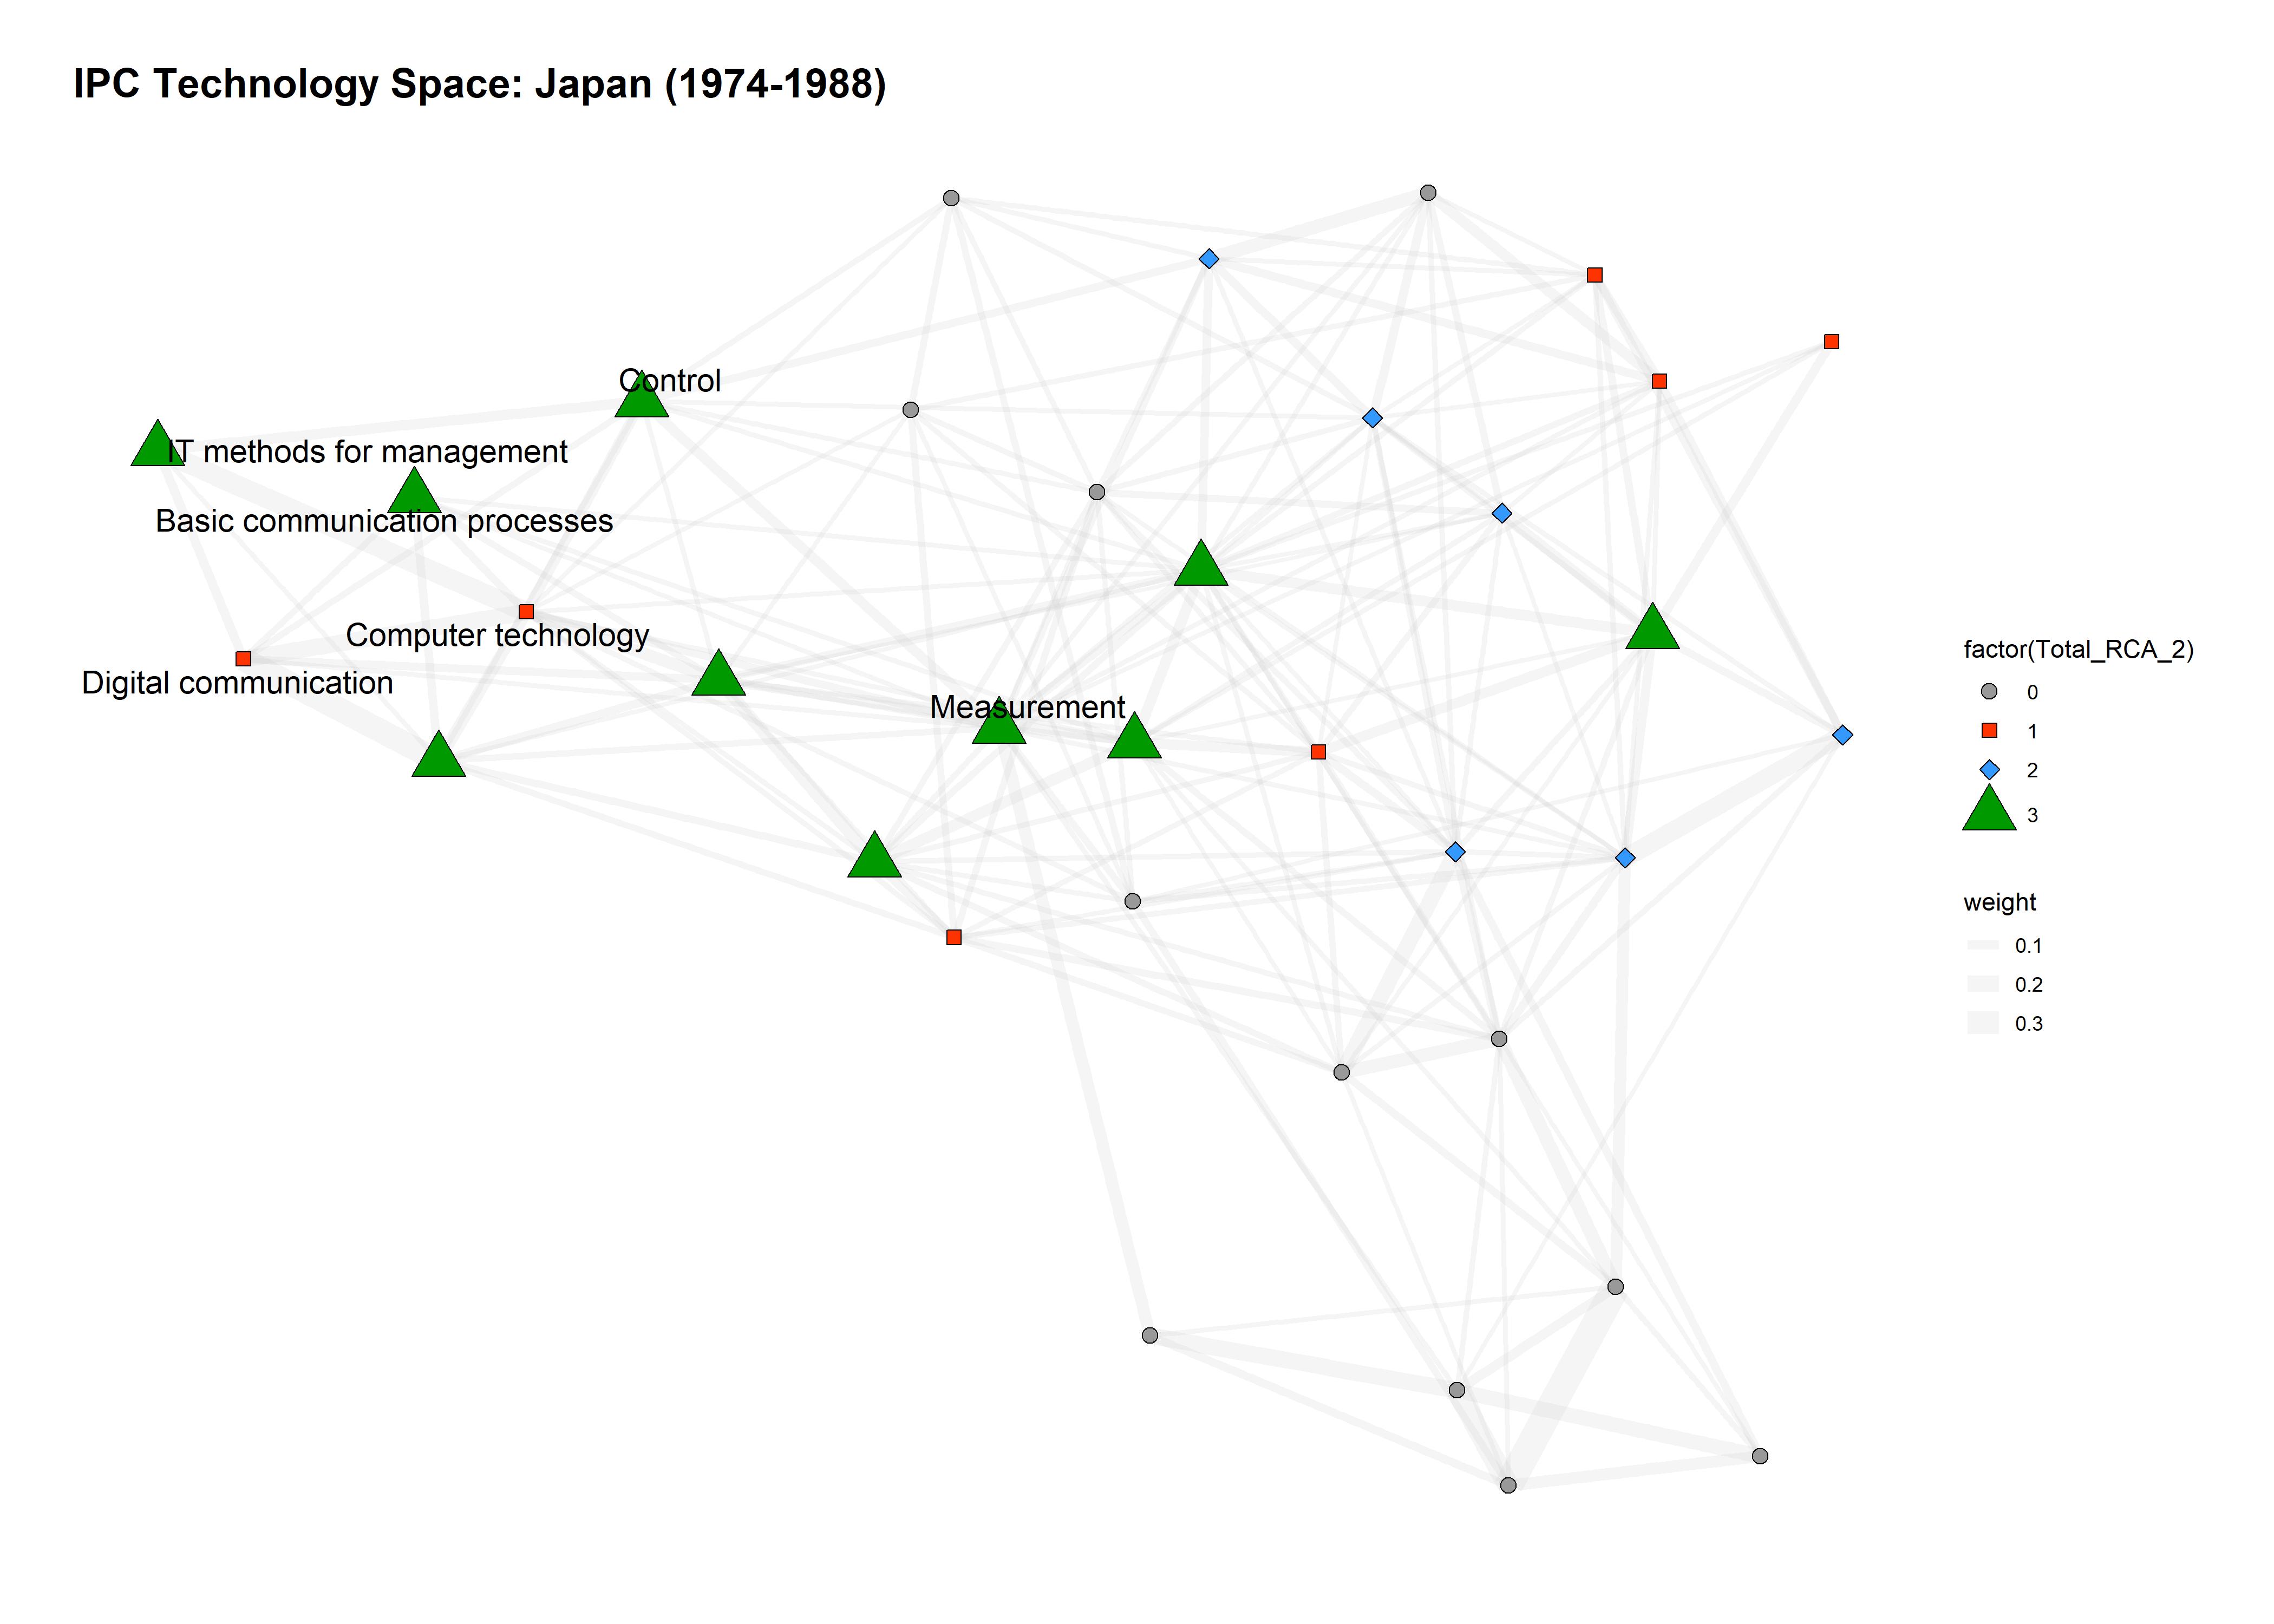 IPC Technology Space: Japan (1974-1988)
Control
IT methods for management
Basic communication processes
Computer technology
Digital communication
Measurement
factor(Total_RCA_2)
0
1
2
3
weight
0.1
0.2
0.3